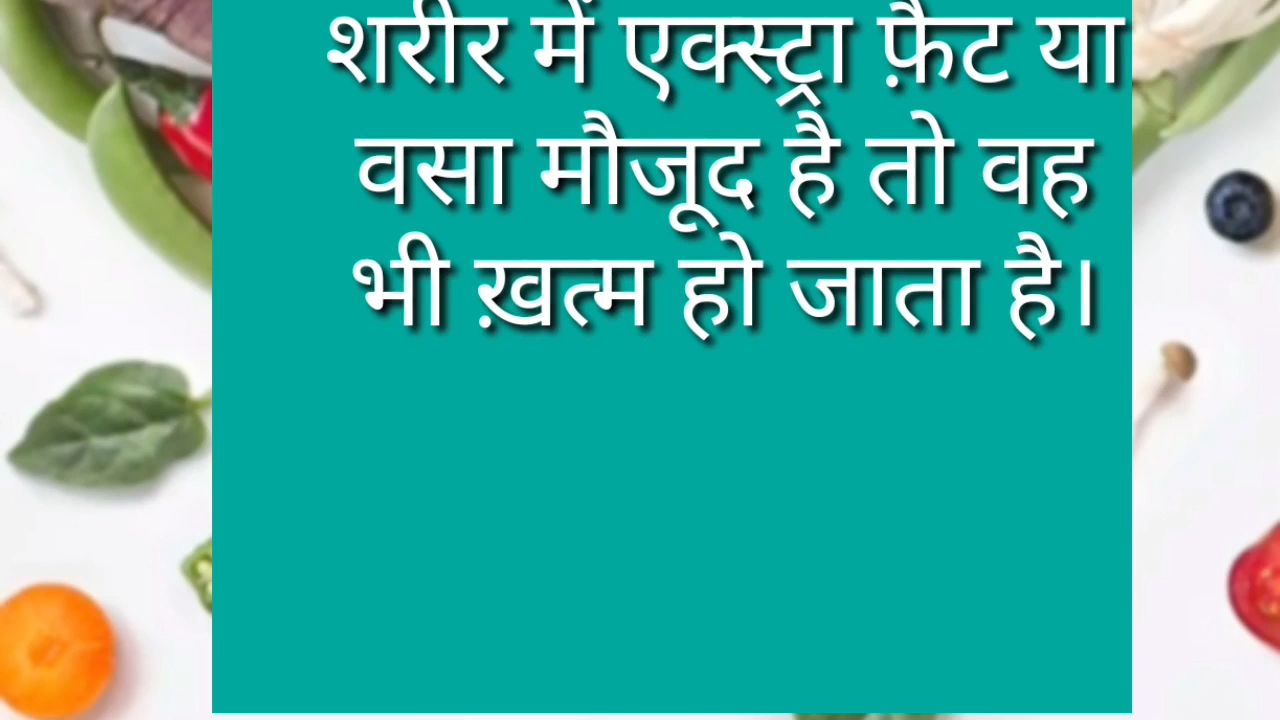 शरीर में एक्स्ट्रा फ़ैट या
वसा मौजूद है तो वह
भी ख़त्म हो जाता है।